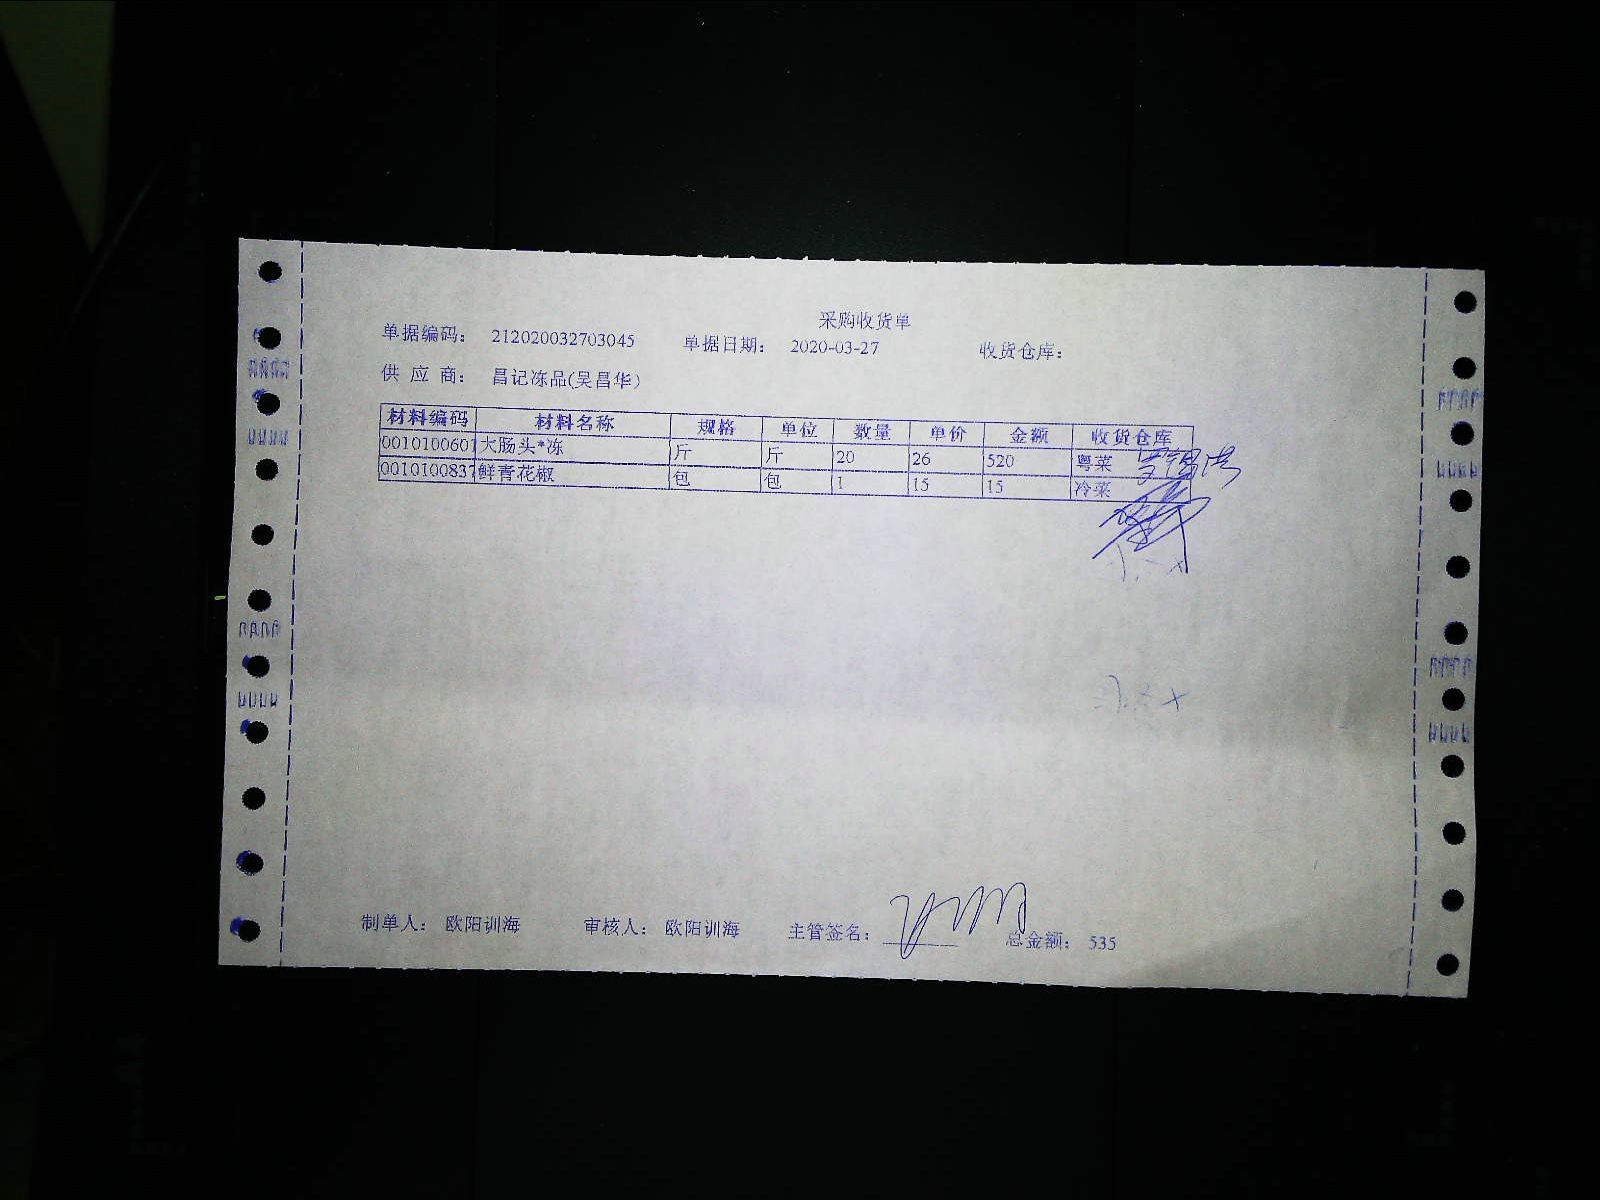 采购收货单
单据编码： 212020032703045 单据日期： 2020-03-27 收货仓库：
供 应 商： 昌记冻品(吴昌华)
材料编码 材料名称 规格 单位 数量 单价 金额 收货仓库
0010100601 大肠头*冻 斤 斤 20 26 520 粤菜
0010100837 鲜青花椒 包 包 1 15 15 冷菜
制单人： 欧阳训海 审核人： 欧阳训海 主管签名： 总金额： 535